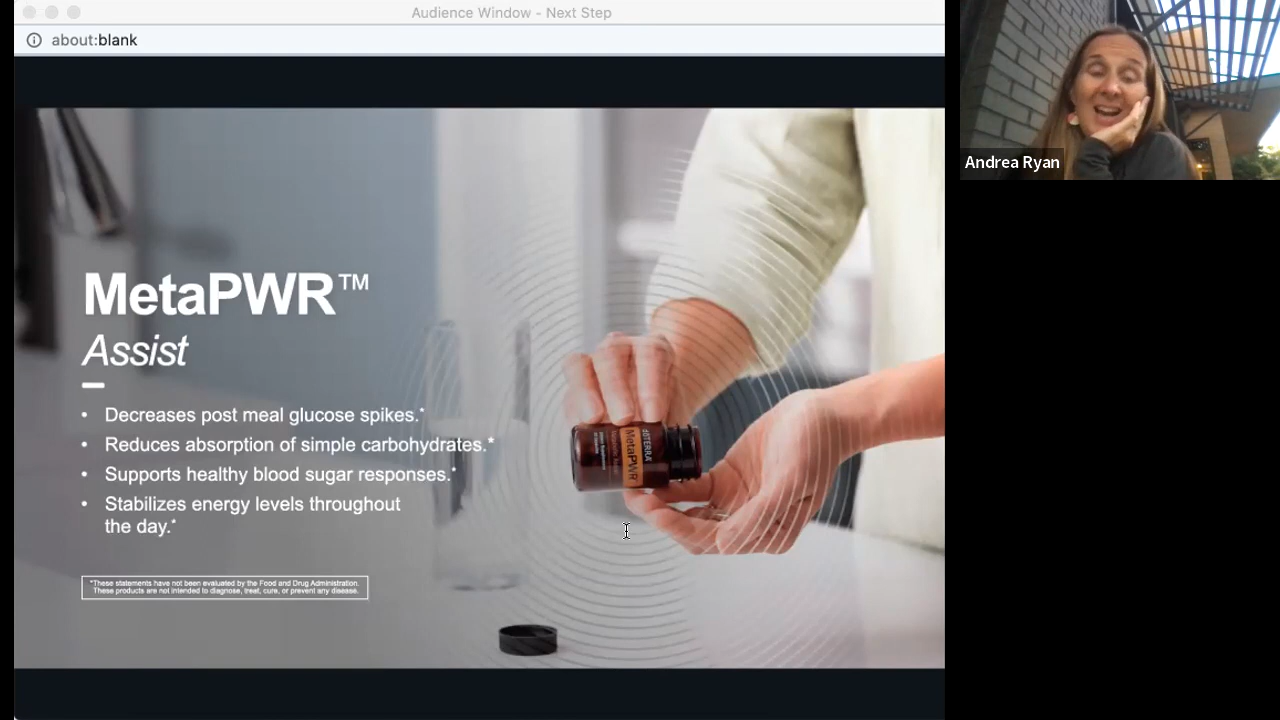 Audience Window - Next Step
about:blank
MetaPWR™
Assist
• Decreases post meal glucose spikes.*
• Reduces absorption of simple carbohydrates.*
• Supports healthy blood sugar responses.*
• Stabilizes energy levels throughout
the day.*
*These statements have not been evaluated by the Food and Drug Administration.
These products are not intended to diagnose, treat, cure, or prevent any disease.
dōTERRA
MetaPWR
Andrea Ryan